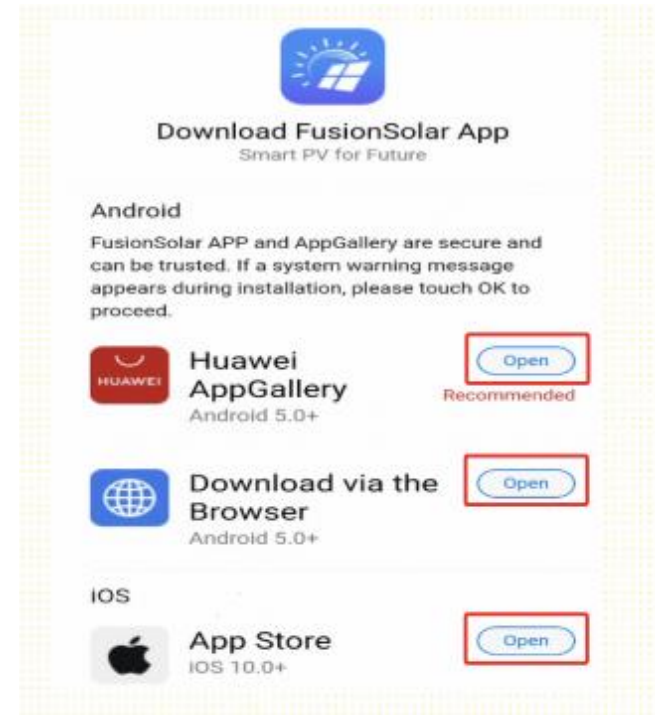 Download FusionSolar App
Smart PV for Future
Android
FusionSolar APP and AppGallery are secure and
can be trusted. If a system warning message
appears during installation, please touch OK to
proceed.
HUAWEI
Huawei
AppGallery
Android 5.0+
Open
Recommended
Download via the
Browser
Android 5.0+
Open
iOS
App Store
iOS 10.0+
Open